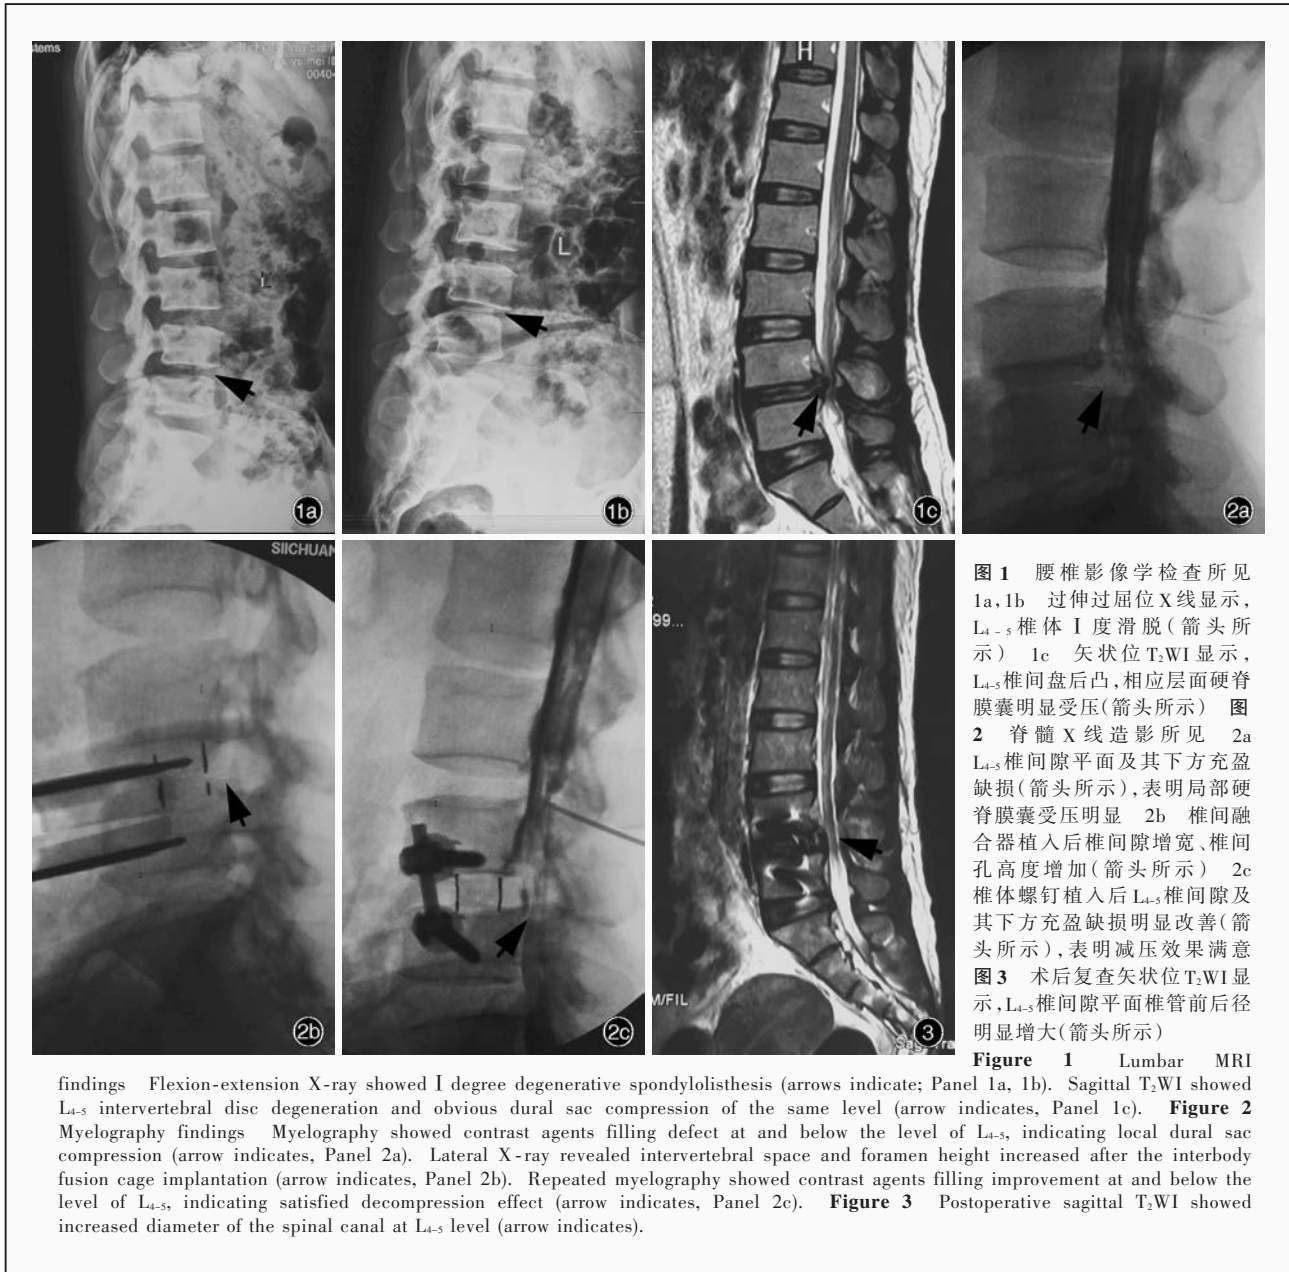 stems
yu mei
0040
L
1a
L
1b
H
1c
2a
SIICHUAN
2b
2c
99...
M/FIL
3
图 1 腰椎影像学检查所见
1a,1b 过伸过屈位X线显示,
L₄₋₅椎体Ⅰ度滑脱(箭头所
示) 1c 矢状位T₂WI显示,
L₄₋₅椎间盘后凸,相应层面硬脊
膜囊明显受压(箭头所示) 图
2 脊髓X线造影所见 2a
L₄₋₅椎间隙平面及其下方充盈
缺损(箭头所示),表明局部硬
脊膜囊受压明显 2b 椎间融
合器植入后椎间隙增宽、椎间
孔高度增加(箭头所示) 2c
椎体螺钉植入后L₄₋₅椎间隙及
其下方充盈缺损明显改善(箭
头所示),表明减压效果满意
图3 术后复查矢状位T₂WI显
示,L₄₋₅椎间隙平面椎管前后径
明显增大(箭头所示)
Figure 1 Lumbar MRI
findings Flexion-extension X-ray showed Ⅰ degree degenerative spondylolisthesis (arrows indicate; Panel 1a, 1b). Sagittal T₂WI showed
L₄₋₅ intervertebral disc degeneration and obvious dural sac compression of the same level (arrow indicates, Panel 1c). Figure 2
Myelography findings Myelography showed contrast agents filling defect at and below the level of L₄₋₅, indicating local dural sac
compression (arrow indicates, Panel 2a). Lateral X-ray revealed intervertebral space and foramen height increased after the interbody
fusion cage implantation (arrow indicates, Panel 2b). Repeated myelography showed contrast agents filling improvement at and below the
level of L₄₋₅, indicating satisfied decompression effect (arrow indicates, Panel 2c). Figure 3 Postoperative sagittal T₂WI showed
increased diameter of the spinal canal at L₄₋₅ level (arrow indicates).